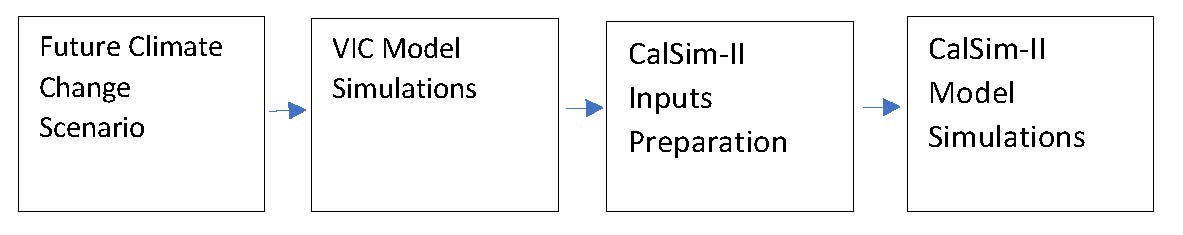 Future Climate
Change
Scenario
VIC Model
Simulations
CalSim-II
Inputs
Preparation
CalSim-II
Model
Simulations